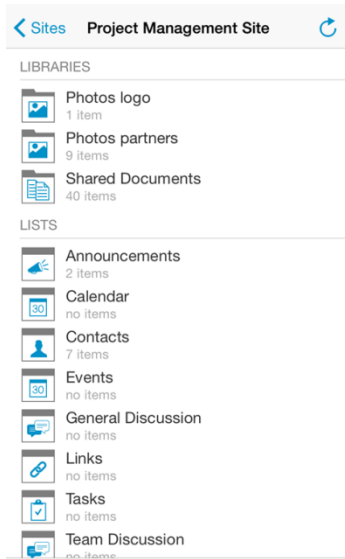 Sites Project Management Site
LIBRARIES
Photos logo
1 item
Photos partners
9 items
Shared Documents
40 items
LISTS
Announcements
2 items
30
Calendar
no items
Contacts
7 items
30
Events
no items
General Discussion
no items
Links
no items
Tasks
no items
Team Discussion
no items